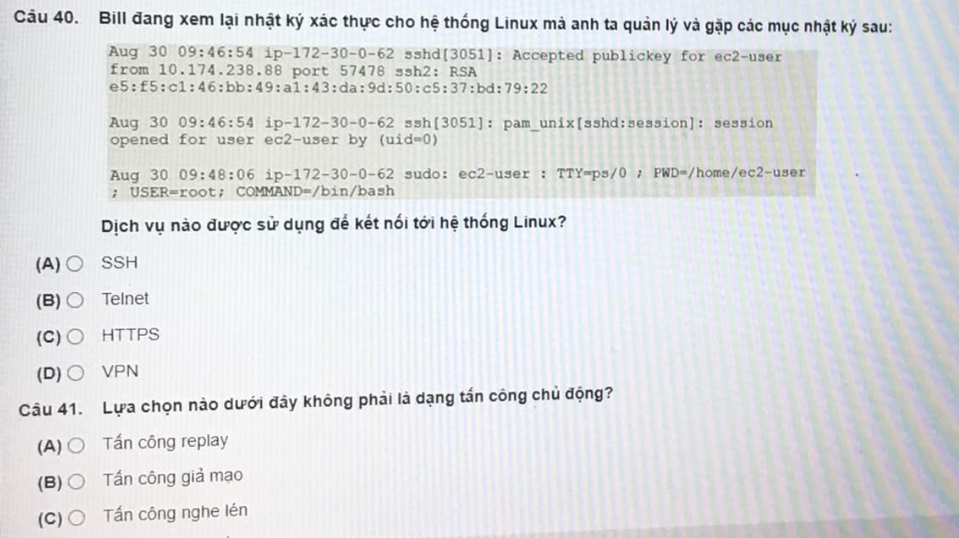 Câu 40. Bill đang xem lại nhật ký xác thực cho hệ thống Linux mà anh ta quản lý và gặp các mục nhật ký sau:
Aug 30 09:46:54 ip-172-30-0-62 sshd[3051]: Accepted publickey for ec2-user
from 10.174.238.88 port 57478 ssh2: RSA
e5:f5:c1:46:bb:49:a1:43:da:9d:50:c5:37:bd:79:22
Aug 30 09:46:54 ip-172-30-0-62 ssh[3051]: pam_unix[sshd:session]: session
opened for user ec2-user by (uid=0)
Aug 30 09:48:06 ip-172-30-0-62 sudo: ec2-user : TTY=ps/0 ; PWD=/home/ec2-user
; USER=root; COMMAND=/bin/bash
Dịch vụ nào được sử dụng để kết nối tới hệ thống Linux?
(A) SSH
(B) Telnet
(C) HTTPS
(D) VPN
Câu 41. Lựa chọn nào dưới đây không phải là dạng tấn công chủ động?
(A) Tấn công replay
(B) Tấn công giả mạo
(C) Tấn công nghe lén